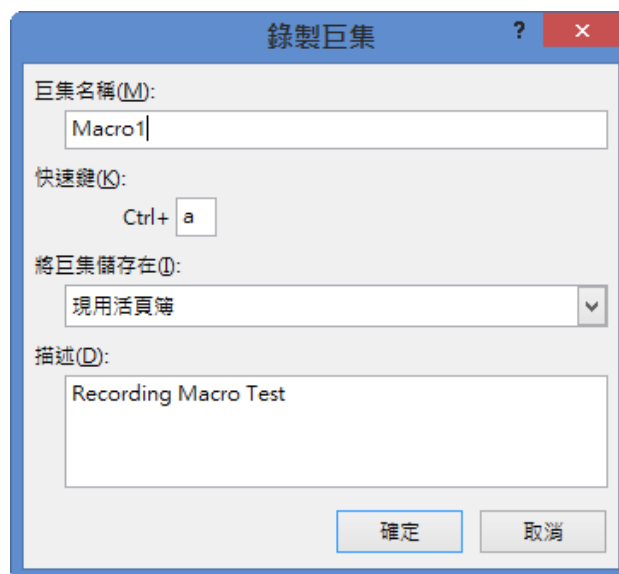 錄製巨集
?
×
巨集名稱(M):
Macro1
快速鍵(K):
Ctrl+ a
將巨集儲存在(I):
現用活頁簿
描述(D):
Recording Macro Test
確定
取消